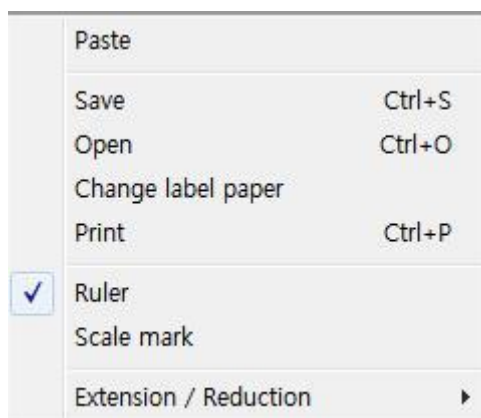 Paste
Save Ctrl+S
Open Ctrl+O
Change label paper
Print Ctrl+P
Ruler
Scale mark
Extension / Reduction